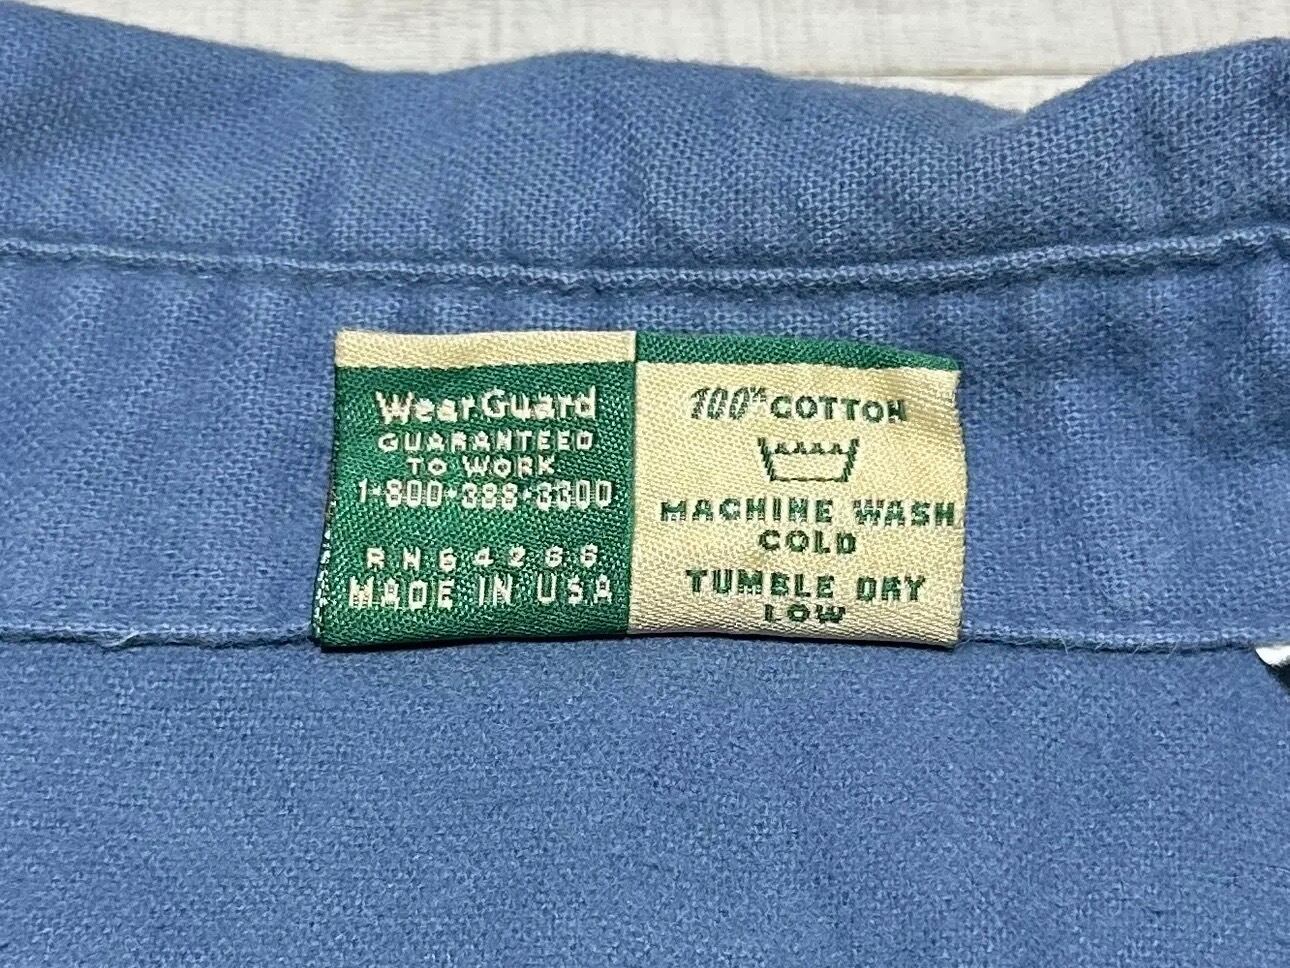 WearGuard
GUARANTEED
TO WORK
1-800-388-3300
RN64266
MADE IN USA
100% COTTON
MACHINE WASH
COLD
TUMBLE DRY
LOW